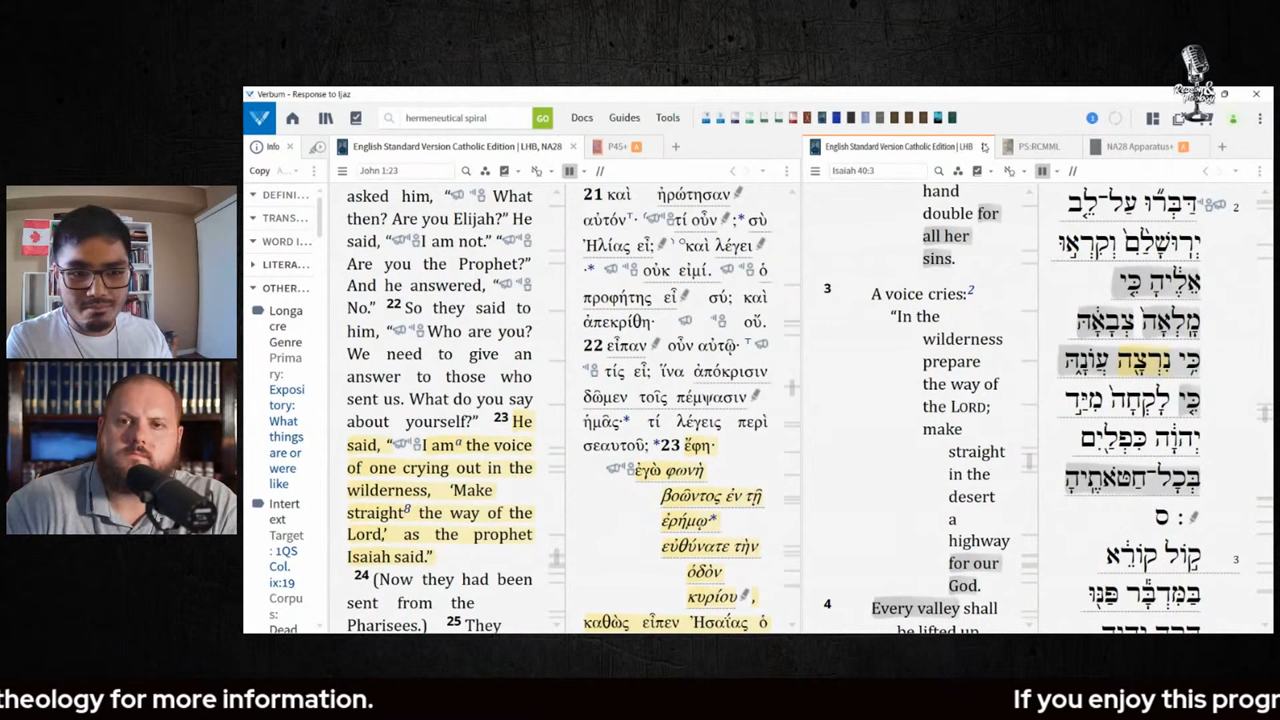 Verbum - Response to Ijaz
hermeneutical spiral
GO
Docs Guides Tools
Info
English Standard Version Catholic Edition | LHB, NA28
P45+
English Standard Version Catholic Edition | LHB
PS:RCMML
NA28 Apparatus+
Copy
John 1:23
Isaiah 40:3
DEFINI...
TRANS...
WORD I...
LITERA...
OTHER...
Longa
cre
Genre
Prima
ry:
Exposi
tory:
What
things
are or
were
like
Intert
ext
Target
: 1QS
Col.
ix:19
Corpu
s:
Dead
asked him, “What
then? Are you Elijah?” He
said, “I am not.” “
Are you the Prophet?”
And he answered, “
No.” 22 So they said to
him, “Who are you?
We need to give an
answer to those who
sent us. What do you say
about yourself?” 23 He
said, “I am a the voice
of one crying out in the
wilderness, ‘Make
straight 8 the way of the
Lord,’ as the prophet
Isaiah said.”
24 (Now they had been
sent from the
Pharisees.) 25 They
21 καὶ ἠρώτησαν
αὐτόν⸆· τί οὖν ;* σὺ
Ἠλίας εἶ; °καὶ λέγει
·* οὐκ εἰμί. ὁ
προφήτης εἶ σύ; καὶ
ἀπεκρίθη· οὔ.
22 εἶπαν οὖν αὐτῷ·⸆
τίς εἶ; ἵνα ἀπόκρισιν
δῶμεν τοῖς πέμψασιν
ἡμᾶς·* τί λέγεις περὶ
σεαυτοῦ; *23 ἔφη·
ἐγὼ φωνὴ
βοῶντος ἐν τῇ
ἐρήμῳ*
εὐθύνατε τὴν
ὁδὸν
κυρίου,
καθὼς εἶπεν Ἠσαΐας ὁ
hand
double for
all her
sins.
3 A voice cries:2
“In the
wilderness
prepare
the way of
the LORD;
make
straight
in the
desert
a
highway
for our
God.
4 Every valley shall
be lifted up
2 דַּבְּר֞וּ עַל־לֵ֤ב
יְרֽוּשָׁלִַ֙ם֙ וְקִרְא֣וּ
אֵלֶ֔יהָ כִּ֤י
מָֽלְאָה֙ צְבָאָ֔הּ
כִּ֥י נִרְצָ֖ה עֲוֺנָ֑הּ
כִּ֤י לָקְחָה֙ מִיַּ֣ד
יְהוָ֔ה כִּפְלַ֖יִם
בְּכָל־חַטֹּאתֶֽיהָ
׃ ס
3 ק֣וֹל קוֹרֵ֔א
בַּמִּדְבָּ֕ר פַּנּ֖וּ
דֶּ֣רֶךְ יְהוָ֑ה
theology for more information.
If you enjoy this progr